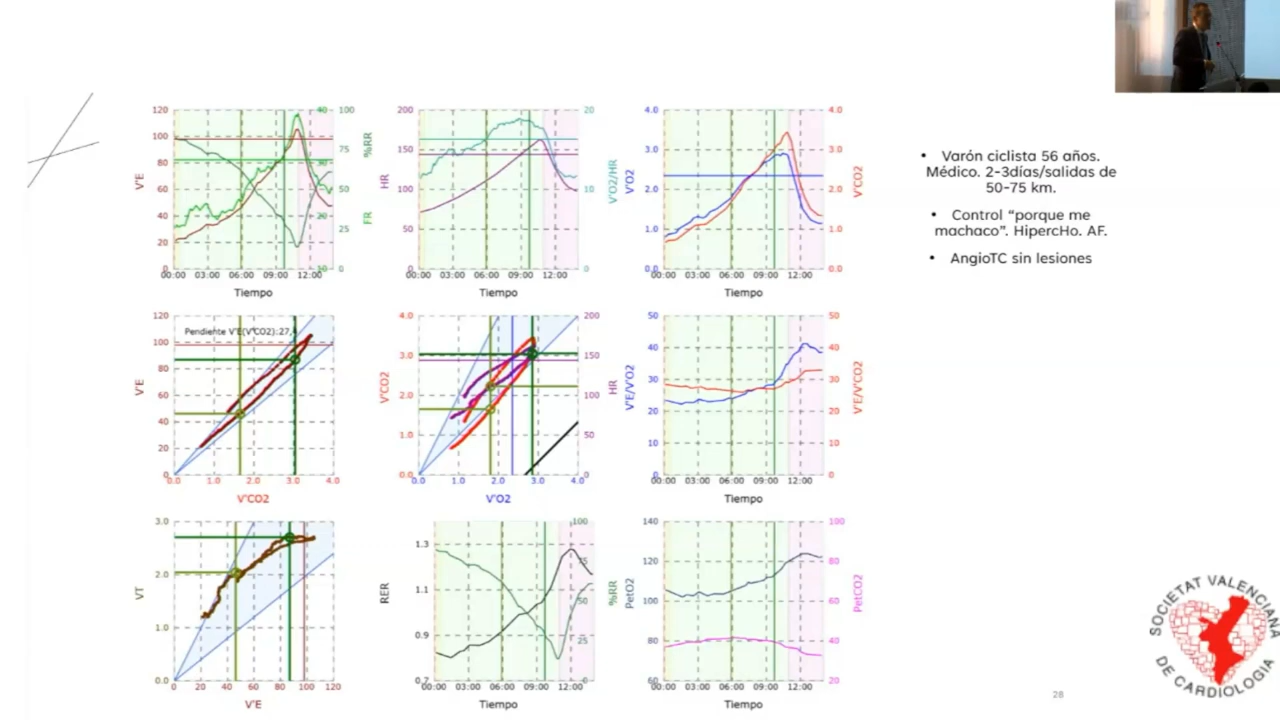 120
100
80
60
40
20
0
V'E
40
30
20
10
100
75
50
25
0
%RR
FR
00:00 03:00 06:00 09:00 12:00
Tiempo
200
150
100
50
0
HR
20
10
0
V'O2/HR
00:00 03:00 06:00 09:00 12:00
Tiempo
4.0
3.0
2.0
1.0
0.0
V'O2
4.0
3.0
2.0
1.0
0.0
V'CO2
00:00 03:00 06:00 09:00 12:00
Tiempo
• Varón ciclista 56 años.
Médico. 2-3días/salidas de
50-75 km.
• Control “porque me
machaco”. HipercHo. AF.
• AngioTC sin lesiones
Pendiente V'E(V'CO2):27,
120
100
80
60
40
20
0
V'E
0.0 1.0 2.0 3.0 4.0
V'CO2
4.0
3.0
2.0
1.0
0.0
V'CO2
200
150
100
50
0
HR
0.0 1.0 2.0 3.0 4.0
V'O2
50
40
30
20
10
0
V'E/V'O2
50
40
30
20
10
0
V'E/V'CO2
00:00 03:00 06:00 09:00 12:00
Tiempo
3.0
2.0
1.0
0.0
VT
0 20 40 60 80 100 120
V'E
1.3
1.1
0.9
0.7
RER
100
75
50
25
0
%RR
00:00 03:00 06:00 09:00 12:00
Tiempo
140
120
100
80
60
PetO2
100
80
60
40
20
PetCO2
00:00 03:00 06:00 09:00 12:00
Tiempo
SOCIETAT VALENCIANA
DE CARDIOLOGIA
28